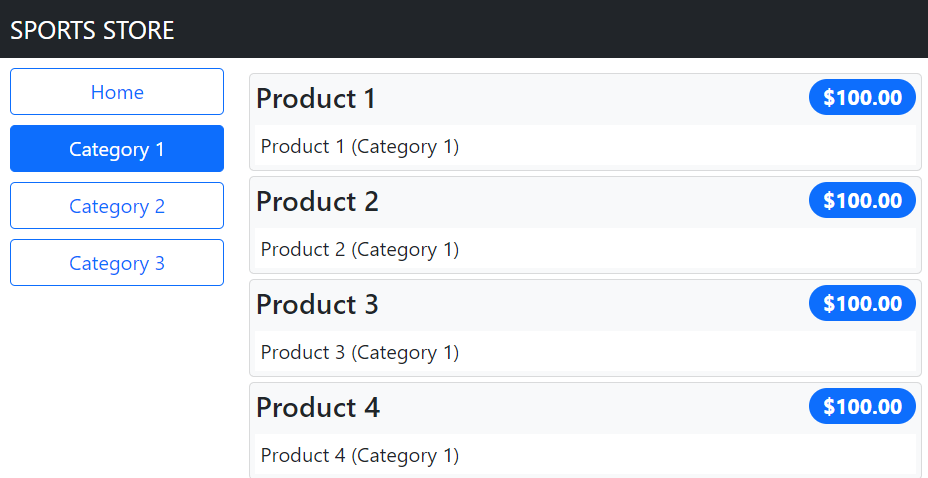 SPORTS STORE
Home
Category 1
Category 2
Category 3
Product 1 $100.00
Product 1 (Category 1)
Product 2 $100.00
Product 2 (Category 1)
Product 3 $100.00
Product 3 (Category 1)
Product 4 $100.00
Product 4 (Category 1)